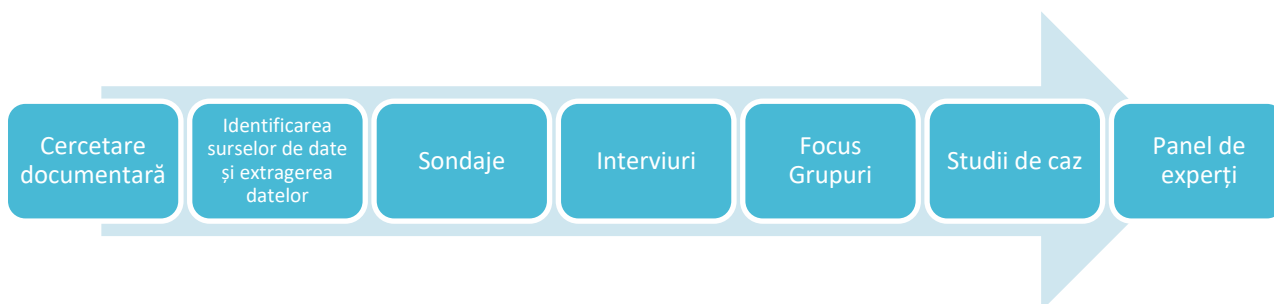 Cercetare
documentară
Identificarea
surselor de date
și extragerea
datelor
Sondaje
Interviuri
Focus
Grupuri
Studii de caz
Panel de
experți